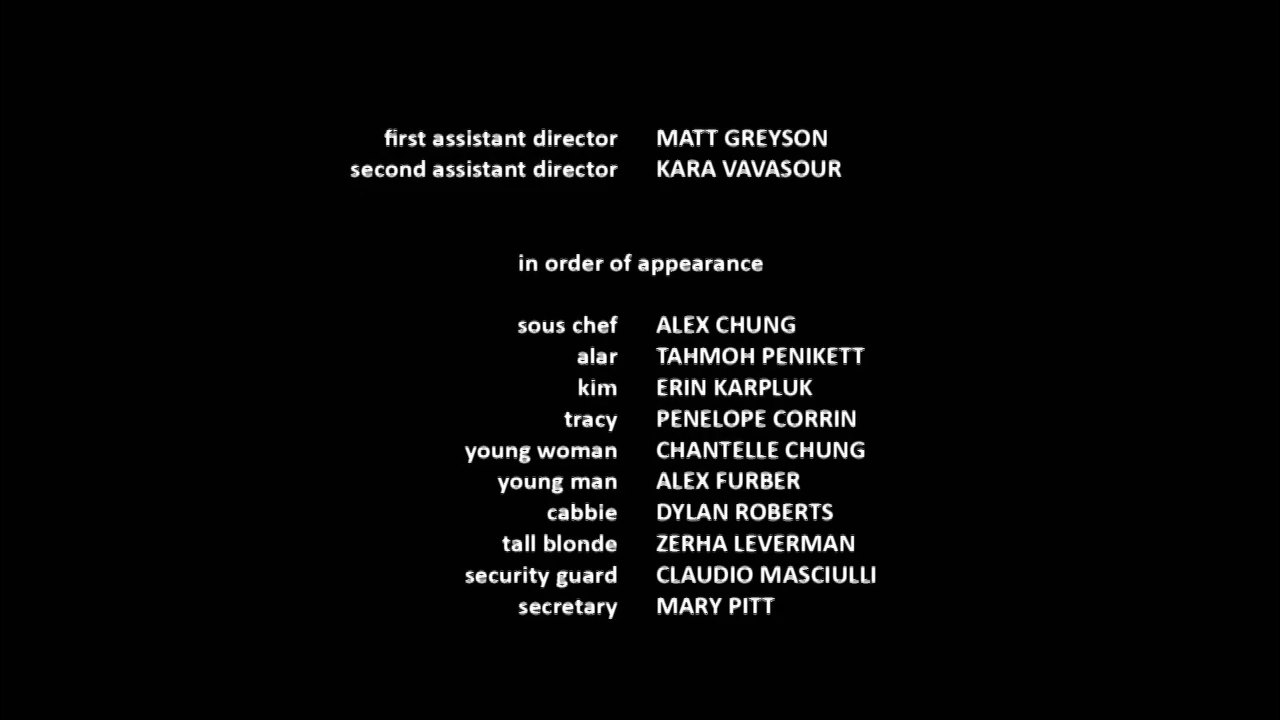 first assistant director MATT GREYSON
second assistant director KARA VAVASOUR
in order of appearance
sous chef ALEX CHUNG
alar TAHMOH PENIKETT
kim ERIN KARPLUK
tracy PENELOPE CORRIN
young woman CHANTELLE CHUNG
young man ALEX FURBER
cabbie DYLAN ROBERTS
tall blonde ZERHA LEVERMAN
security guard CLAUDIO MASCIULLI
secretary MARY PITT